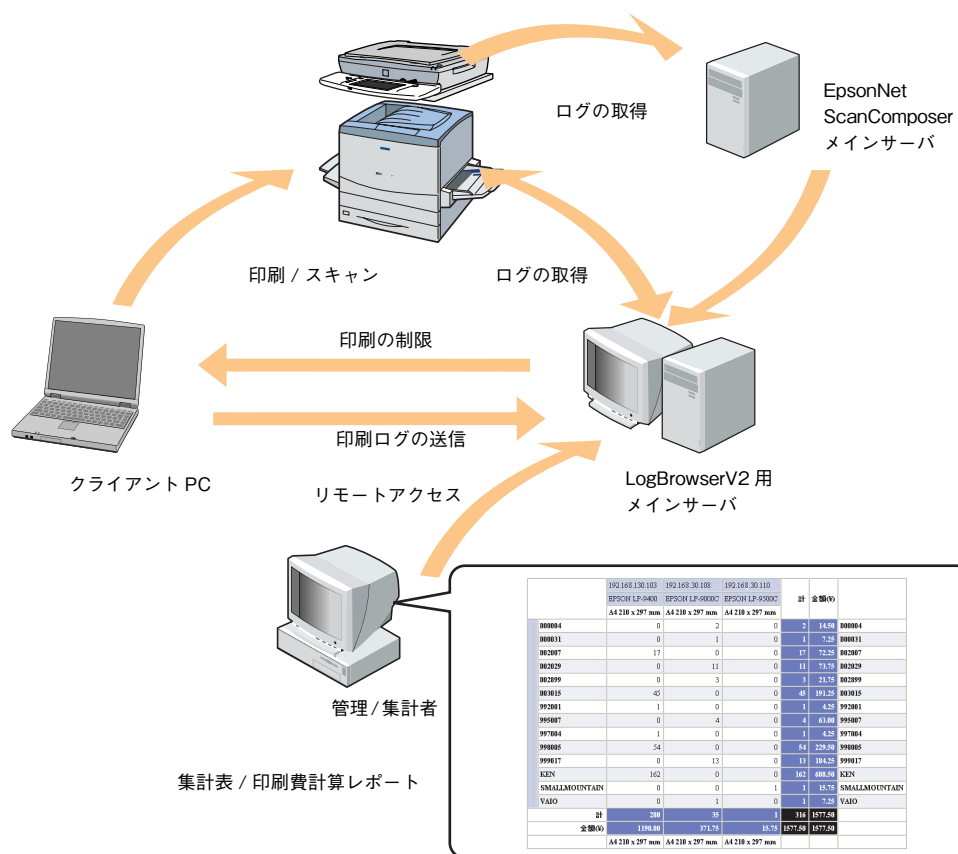 ログの取得
EpsonNet
ScanComposer
メインサーバ
印刷 / スキャン
ログの取得
印刷の制限
印刷ログの送信
クライアント PC
リモートアクセス
LogBrowserV2 用
メインサーバ
管理 / 集計者
集計表 / 印刷費計算レポート
192.168.130.103 192.168.30.108 192.168.30.110
EPSON LP-9400 EPSON LP-9000C EPSON LP-9500C 計 金額(¥)
A4 210 x 297 mm A4 210 x 297 mm A4 210 x 297 mm
000004 0 2 0 2 14.50 000004
000031 0 1 0 1 7.25 000031
002007 17 0 0 17 72.25 002007
002029 0 11 0 11 73.75 002029
002899 0 3 0 3 21.75 002899
003015 45 0 0 45 191.25 003015
992001 1 0 0 1 4.25 992001
995007 0 4 0 4 63.00 995007
997004 1 0 0 1 4.25 997004
998005 54 0 0 54 229.50 998005
999017 0 13 0 13 184.25 999017
KEN 162 0 0 162 688.50 KEN
SMALLMOUNTAIN 0 0 1 1 15.75 SMALLMOUNTAIN
VAIO 0 1 0 1 7.25 VAIO
計 280 35 1 316 1577.50
金額(¥) 1190.00 371.75 15.75 1577.50 1577.50
A4 210 x 297 mm A4 210 x 297 mm A4 210 x 297 mm